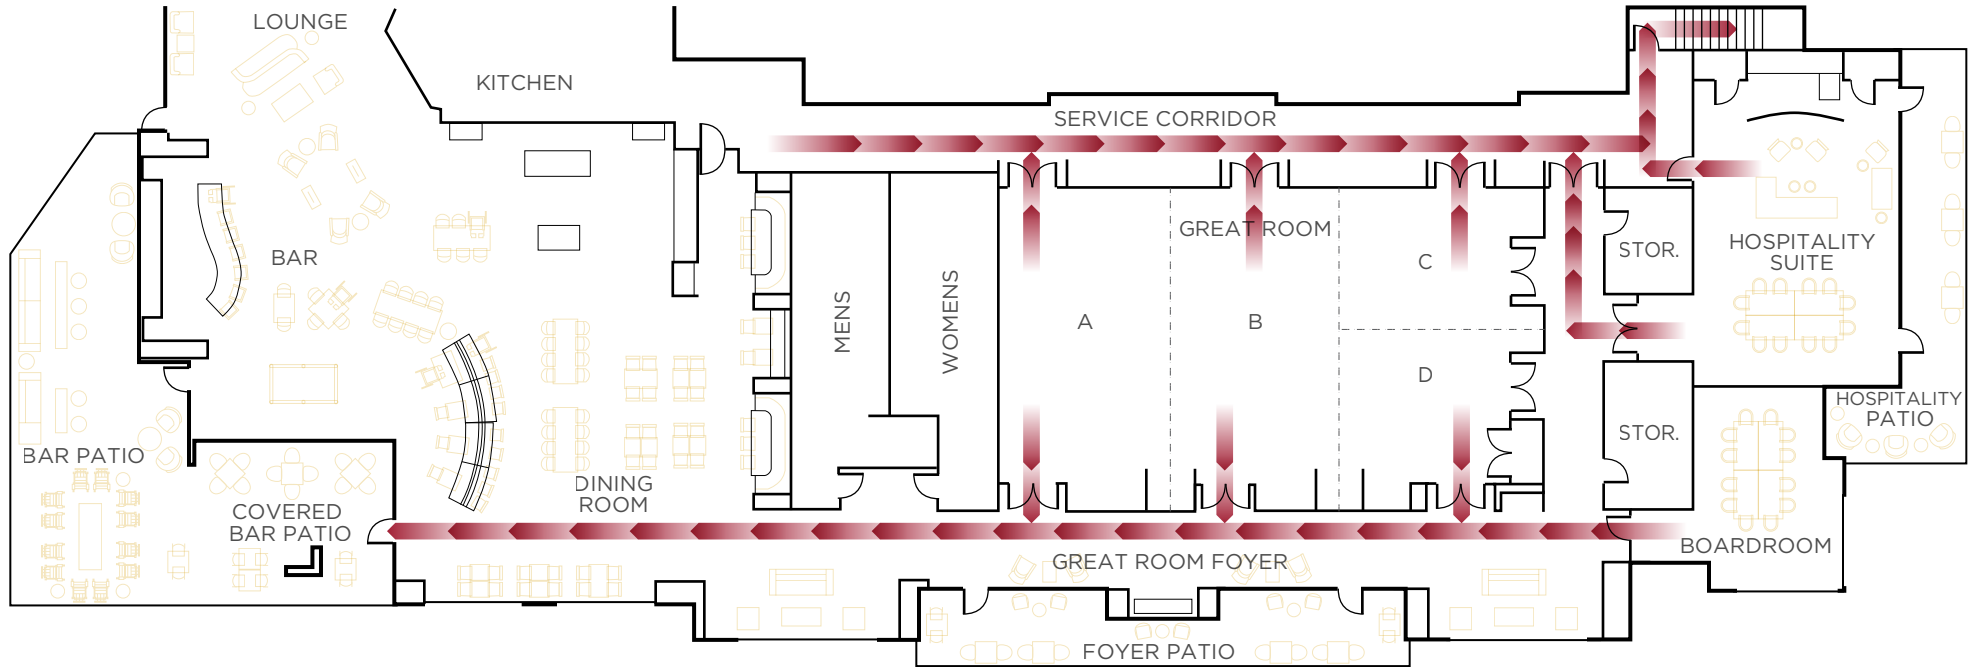 LOUNGE
KITCHEN
SERVICE CORRIDOR
GREAT ROOM
STOR.
HOSPITALITY
SUITE
BAR
C
MENS
WOMENS
A
B
D
HOSPITALITY
PATIO
STOR.
BAR PATIO
DINING
ROOM
COVERED
BAR PATIO
BOARDROOM
GREAT ROOM FOYER
FOYER PATIO